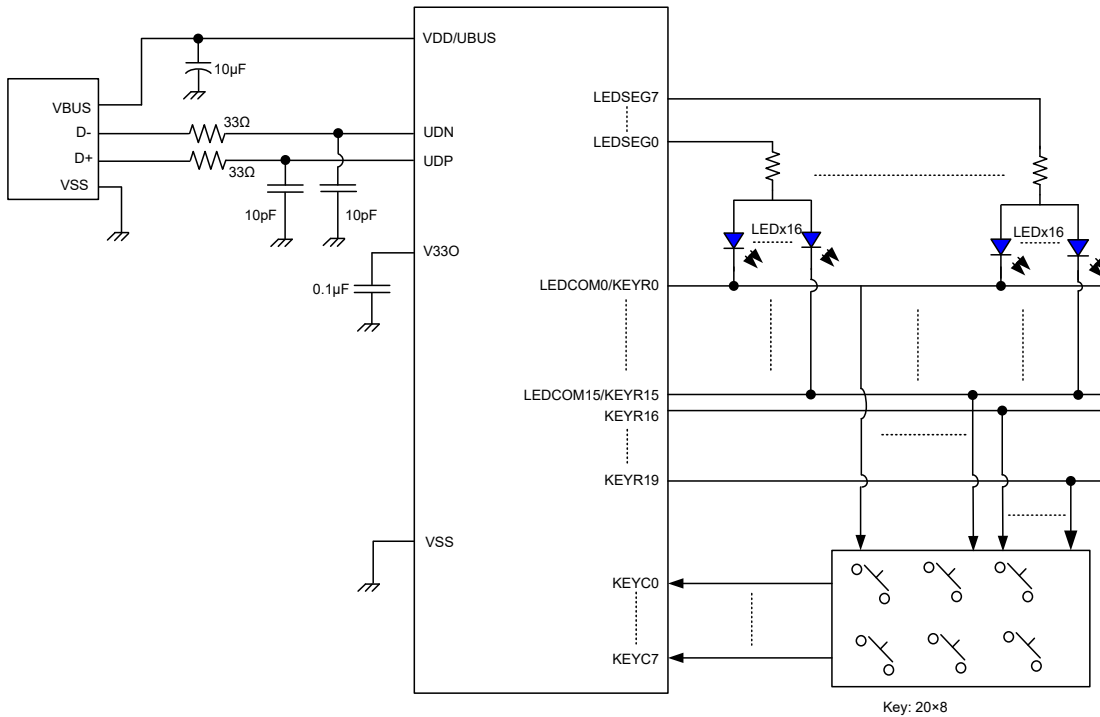 VDD/UBUS
10μF
VBUS
D-
33Ω
UDN
D+
33Ω
UDP
VSS
10pF
10pF
V33O
0.1μF
VSS
LEDSEG7
LEDSEG0
LEDx16
LEDx16
LEDCOM0/KEYR0
LEDCOM15/KEYR15
KEYR16
KEYR19
KEYC0
KEYC7
Key: 20×8